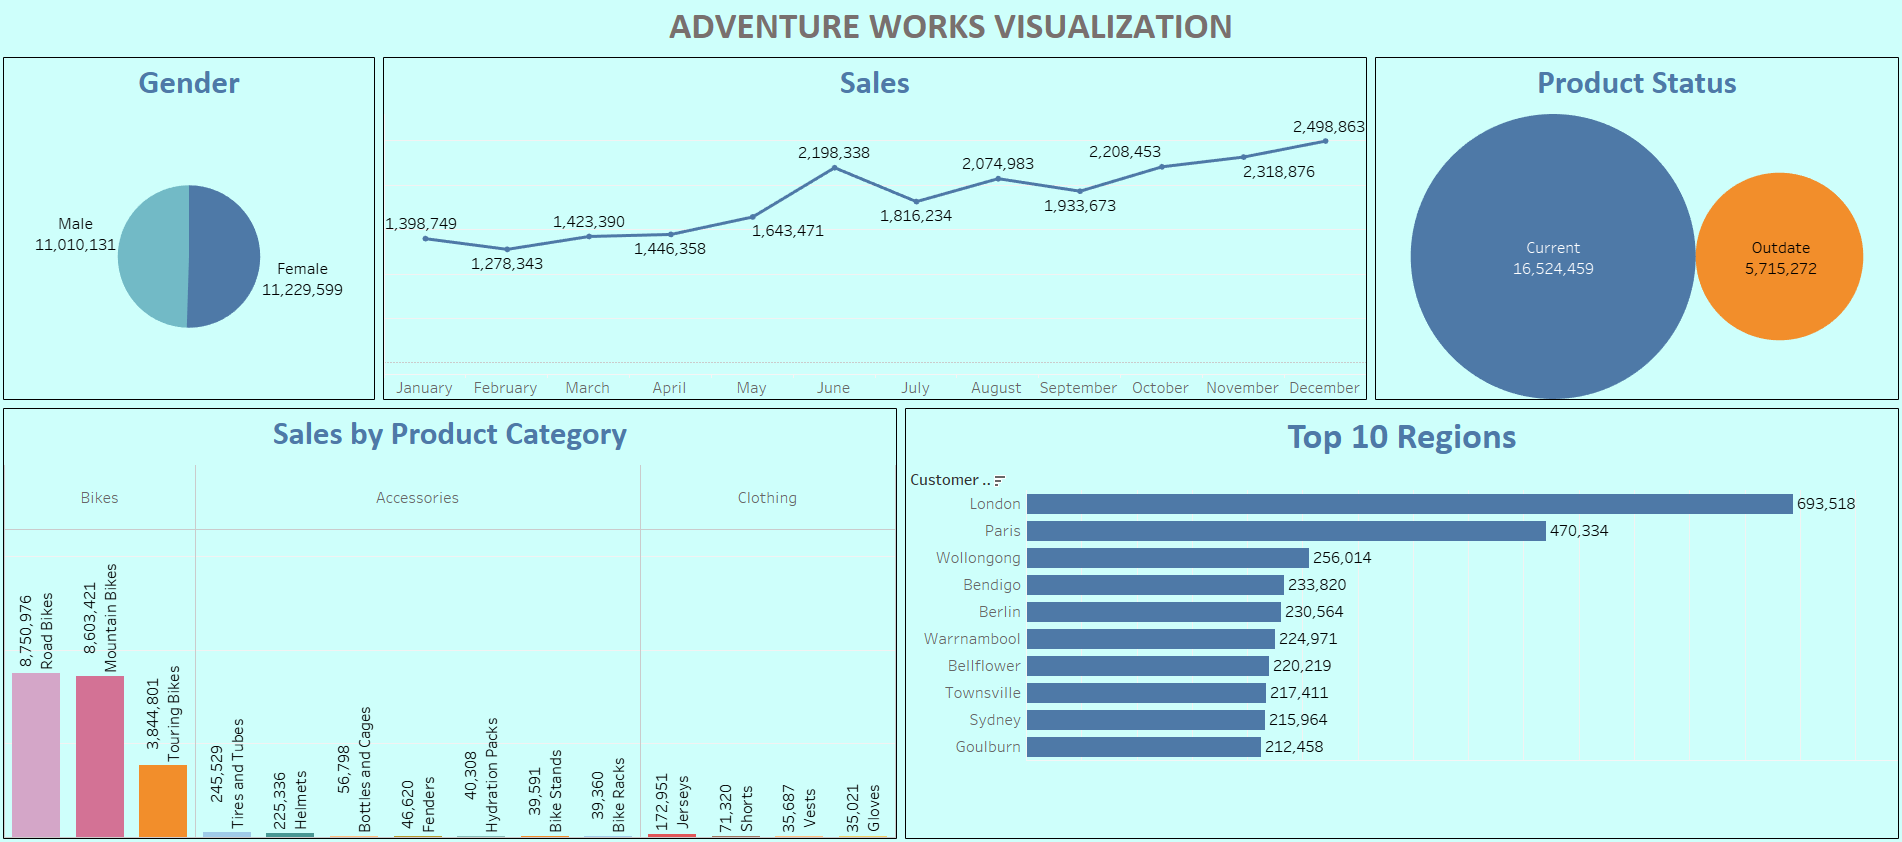 ADVENTURE WORKS VISUALIZATION
Gender
Male
11,010,131
Female
11,229,599
Sales
1,398,749
1,278,343
1,423,390
1,446,358
1,643,471
2,198,338
1,816,234
2,074,983
1,933,673
2,208,453
2,318,876
2,498,863
January February March April May June July August September October November December
Product Status
Current
16,524,459
Outdate
5,715,272
Sales by Product Category
Bikes Accessories Clothing
8,750,976
Road Bikes
8,603,421
Mountain Bikes
3,844,801
Touring Bikes
245,529
Tires and Tubes
225,336
Helmets
56,798
Bottles and Cages
46,620
Fenders
40,308
Hydration Packs
39,591
Bike Stands
39,360
Bike Racks
172,951
Jerseys
71,320
Shorts
35,687
Vests
35,021
Gloves
Top 10 Regions
Customer ..
London 693,518
Paris 470,334
Wollongong 256,014
Bendigo 233,820
Berlin 230,564
Warrnambool 224,971
Bellflower 220,219
Townsville 217,411
Sydney 215,964
Goulburn 212,458